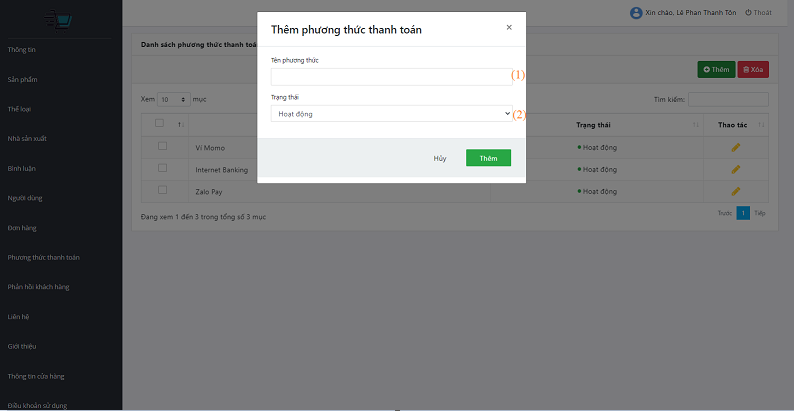 Thêm phương thức thanh toán ×
Xin chào, Lê Phan Thanh Tôn Thoát
Thông tin
Danh sách phương thức thanh toá
Tên phương thức
(1)
Thêm Xóa
Sản phẩm
Trạng thái
Xem 10 mục
Tìm kiếm:
Thể loại
Hoạt động (2)
Trạng thái Thao tác
Nhà sản xuất
Ví Momo Hoạt động
Hủy Thêm
Bình luận
Internet Banking Hoạt động
Zalo Pay Hoạt động
Người dùng
Đang xem 1 đến 3 trong tổng số 3 mục
Trước 1 Tiếp
Đơn hàng
Phương thức thanh toán
Phản hồi khách hàng
Liên hệ
Giới thiệu
Thông tin cửa hàng
Điều khoản sử dụng